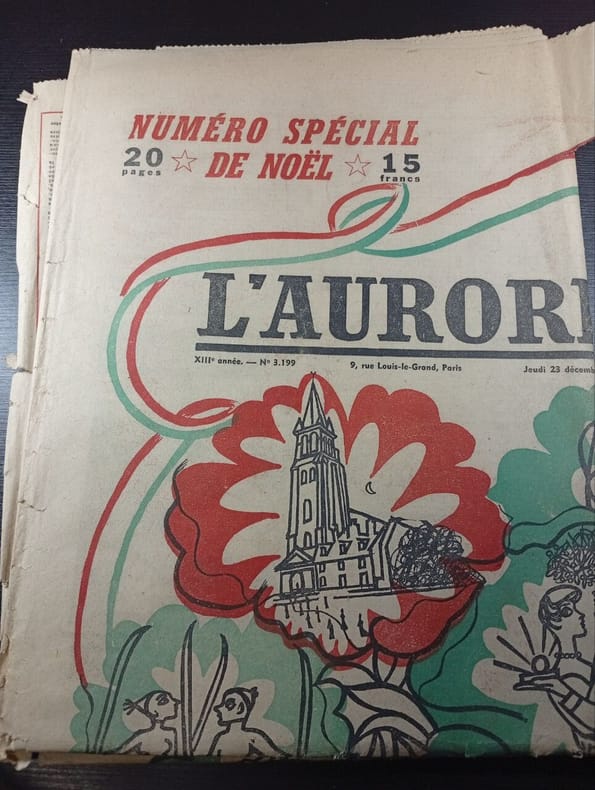 NUMÉRO SPÉCIAL
20 pages ☆ DE NOËL ☆ 15 francs
L'AURORE
XIIIe année. — N° 3.199 9, rue Louis-le-Grand, Paris Jeudi 23 décemb